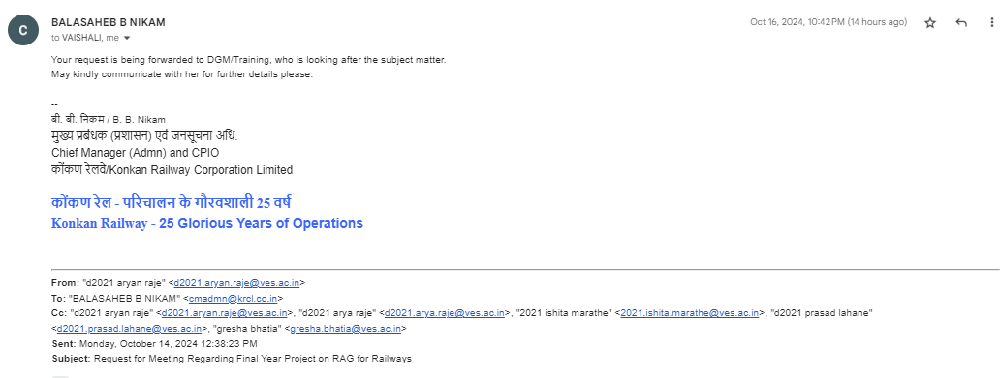 C
BALASAHEB B NIKAM
Oct 16, 2024, 10:42 PM (14 hours ago)
to VAISHALI, me
Your request is being forwarded to DGM/Training, who is looking after the subject matter.
May kindly communicate with her for further details please.
--
बी. बी. निकम / B. B. Nikam
मुख्य प्रबंधक (प्रशासन) एवं जनसूचना अधि.
Chief Manager (Admn) and CPIO
कोंकण रेलवे/Konkan Railway Corporation Limited
कोंकण रेल - परिचालन के गौरवशाली 25 वर्ष
Konkan Railway - 25 Glorious Years of Operations
From: "d2021 aryan raje" <d2021.aryan.raje@ves.ac.in>
To: "BALASAHEB B NIKAM" <cmadmn@krcl.co.in>
Cc: "d2021 aryan raje" <d2021.aryan.raje@ves.ac.in>, "d2021 arya raje" <d2021.arya.raje@ves.ac.in>, "2021 ishita marathe" <2021.ishita.marathe@ves.ac.in>, "d2021 prasad lahane"
<d2021.prasad.lahane@ves.ac.in>, "gresha bhatia" <gresha.bhatia@ves.ac.in>
Sent: Monday, October 14, 2024 12:38:23 PM
Subject: Request for Meeting Regarding Final Year Project on RAG for Railways